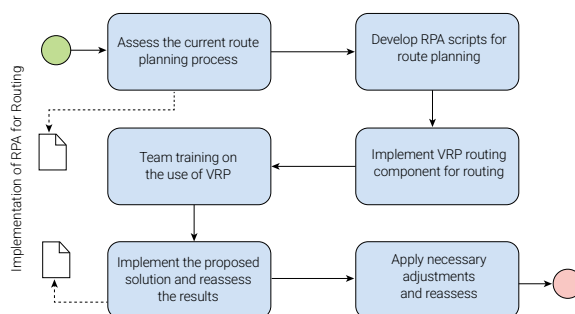 Implementation of RPA for Routing
Assess the current route
planning process
Develop RPA scripts for
route planning
Team training on
the use of VRP
Implement VRP routing
component for routing
Implement the proposed
solution and reassess
the results
Apply necessary
adjustments
and reassess